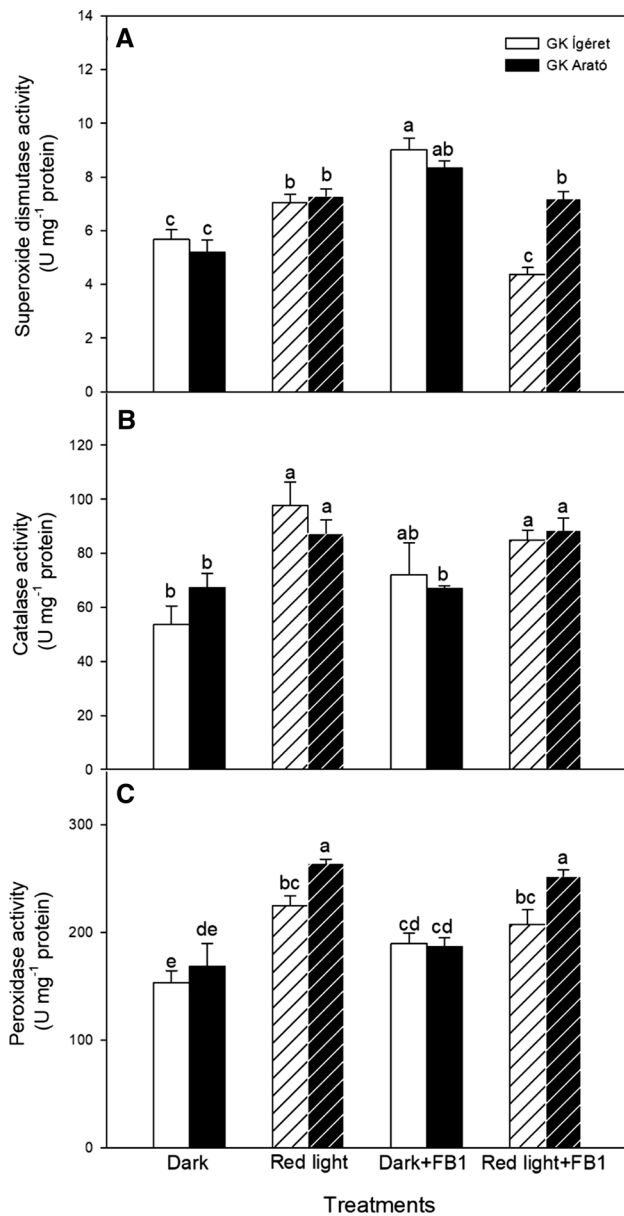 A
GK Ígéret
GK Arató
Superoxide dismutase activity
(U mg⁻¹ protein)
14
12
10
8
6
4
2
0
c c b b a ab c b
B
Catalase activity
(U mg⁻¹ protein)
120
100
80
60
40
20
0
b b a a ab b a a
C
Peroxidase activity
(U mg⁻¹ protein)
300
200
100
0
e de bc a cd cd bc a
Dark Red light Dark+FB1 Red light+FB1
Treatments